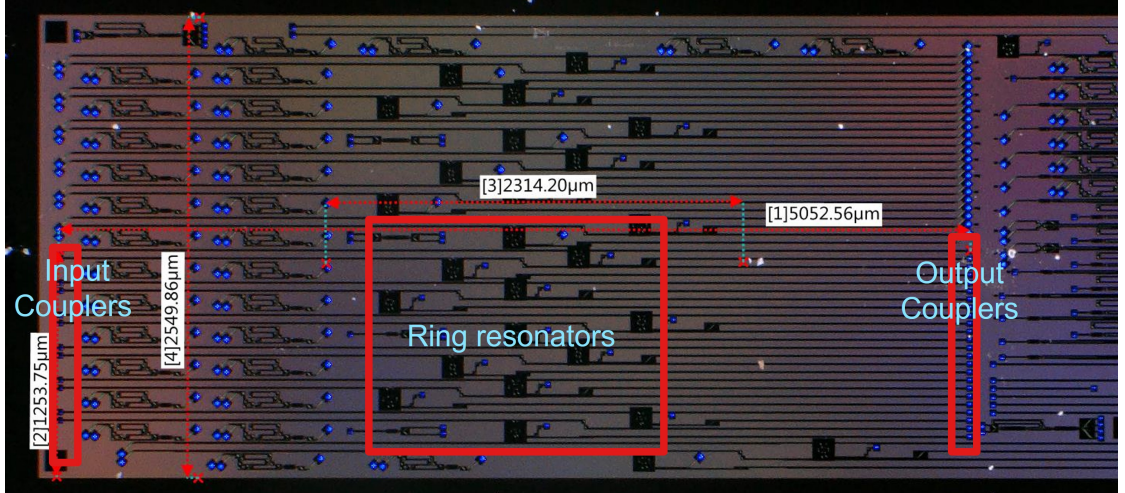 [3]2314.20µm
[1]5052.56µm
Input
Couplers
[4]2549.86µm
Output
Couplers
Ring resonators
[2]1253.75µm